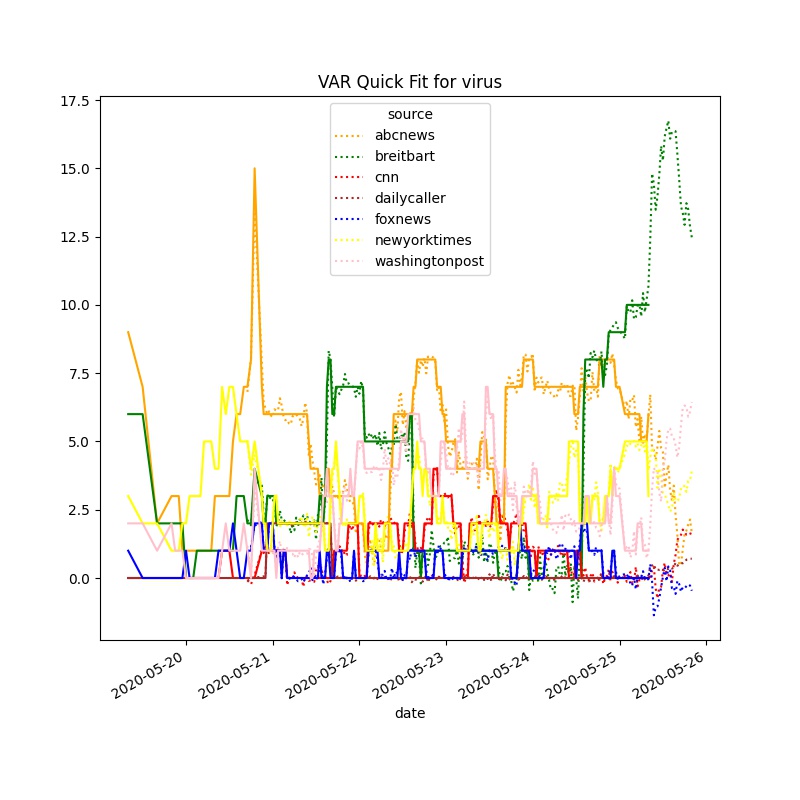 VAR Quick Fit for virus
17.5
15.0
12.5
10.0
7.5
5.0
2.5
0.0
source
abcnews
breitbart
cnn
dailycaller
foxnews
newyorktimes
washingtonpost
2020-05-20
2020-05-21
2020-05-22
2020-05-23
2020-05-24
2020-05-25
2020-05-26
date